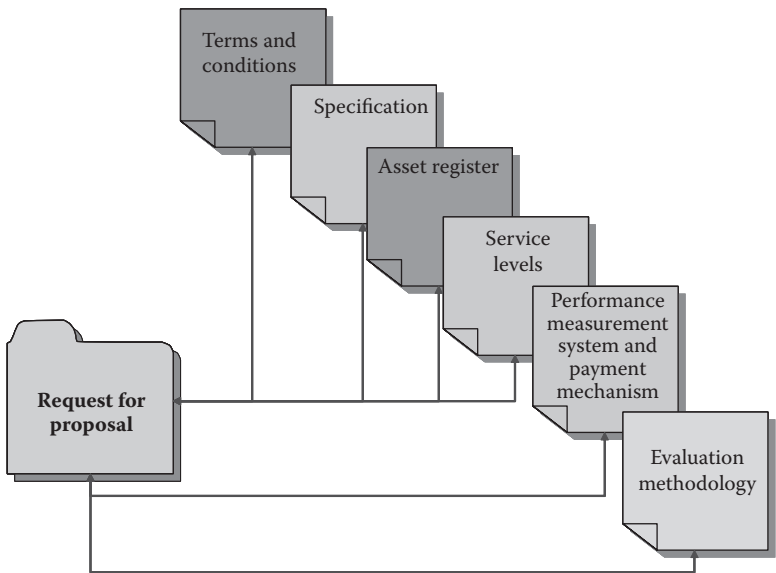 Terms and
conditions
Specification
Asset register
Service
levels
Performance
measurement
system and
payment
mechanism
Request for
proposal
Evaluation
methodology